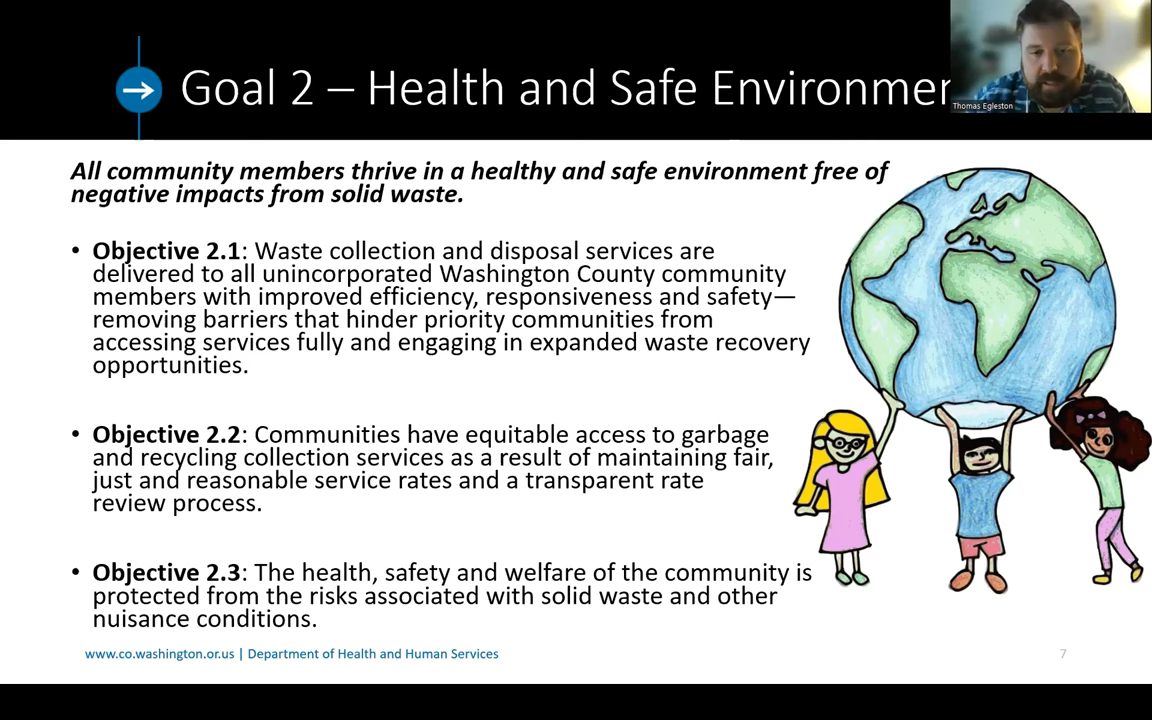 Goal 2 – Health and Safe Environmen
Thomas Egleston
All community members thrive in a healthy and safe environment free of
negative impacts from solid waste.
• Objective 2.1: Waste collection and disposal services are
delivered to all unincorporated Washington County community
members with improved efficiency, responsiveness and safety—
removing barriers that hinder priority communities from
accessing services fully and engaging in expanded waste recovery
opportunities.
• Objective 2.2: Communities have equitable access to garbage
and recycling collection services as a result of maintaining fair,
just and reasonable service rates and a transparent rate
review process.
• Objective 2.3: The health, safety and welfare of the community is
protected from the risks associated with solid waste and other
nuisance conditions.
www.co.washington.or.us | Department of Health and Human Services
7